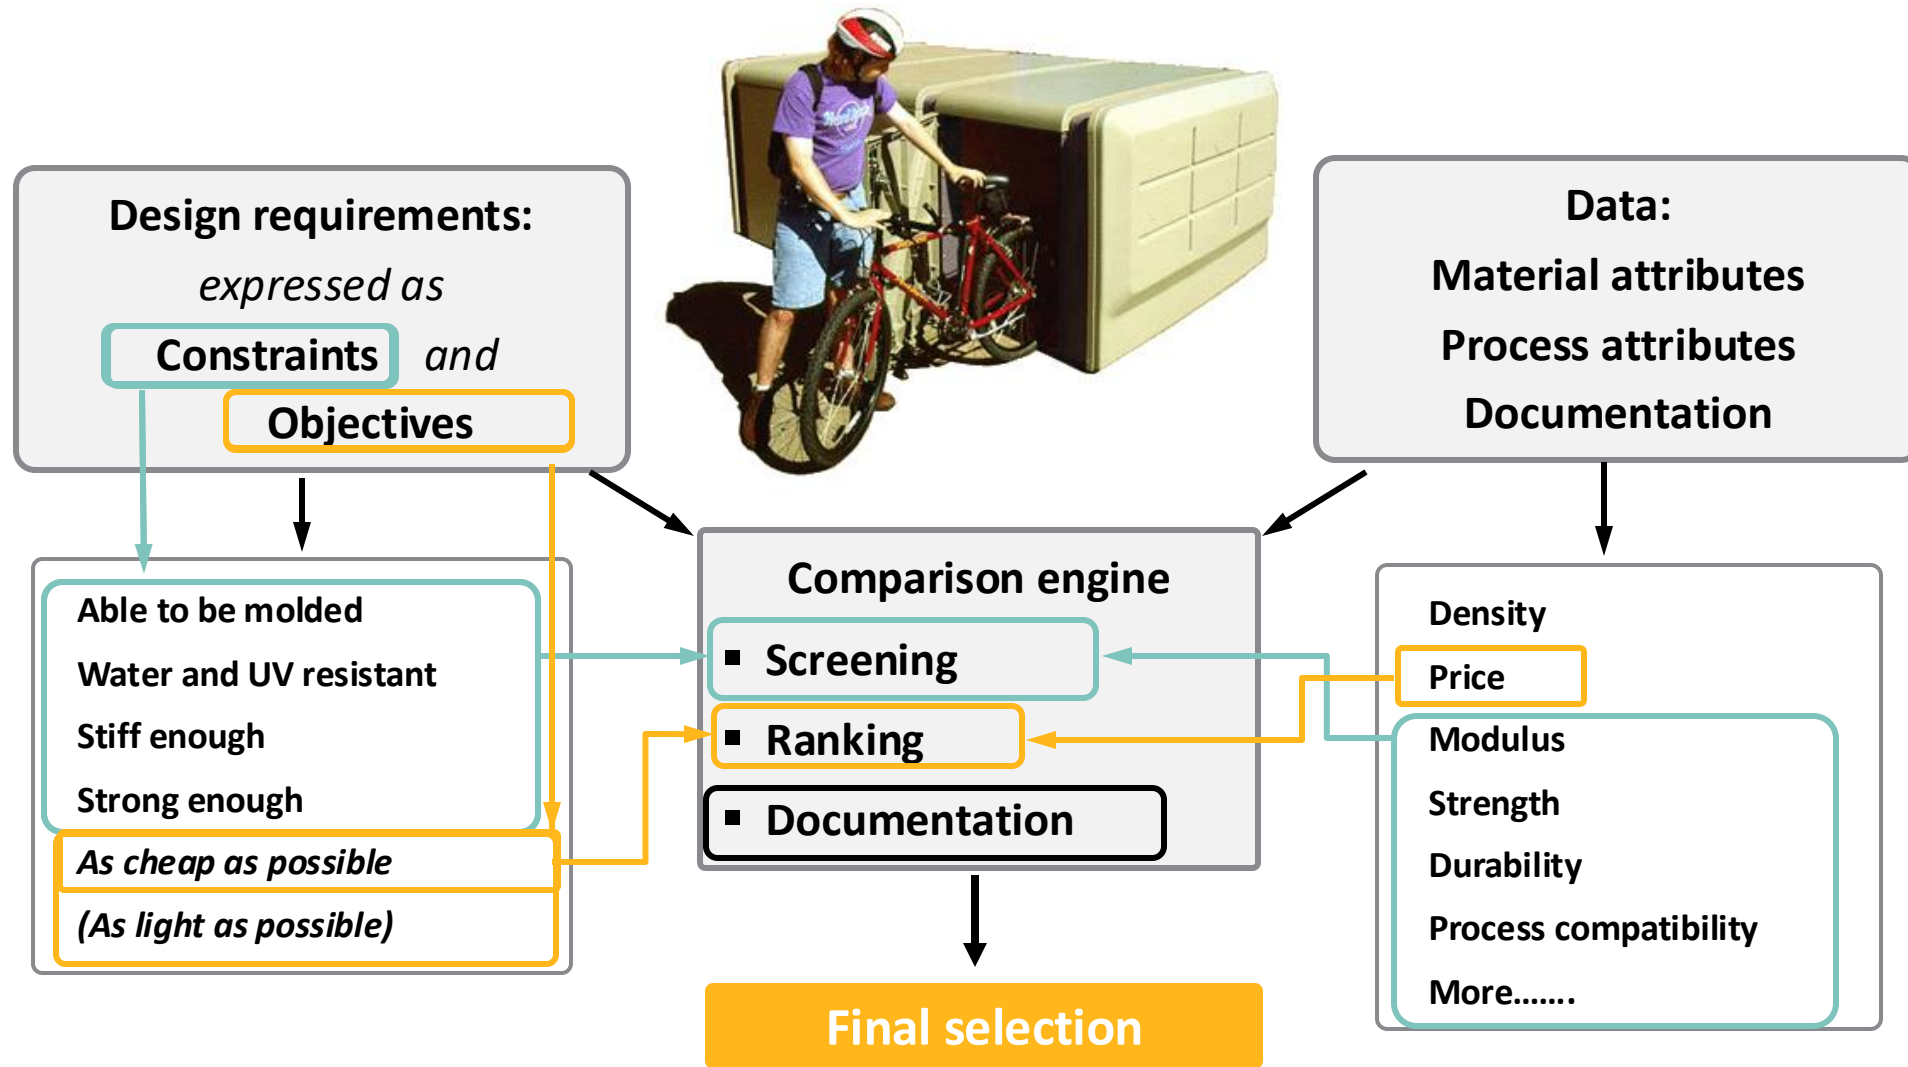 Design requirements:
expressed as
Constraints and
Objectives
Data:
Material attributes
Process attributes
Documentation
Able to be molded
Water and UV resistant
Stiff enough
Strong enough
As cheap as possible
(As light as possible)
Comparison engine
▪ Screening
▪ Ranking
▪ Documentation
Final selection
Density
Price
Modulus
Strength
Durability
Process compatibility
More.......